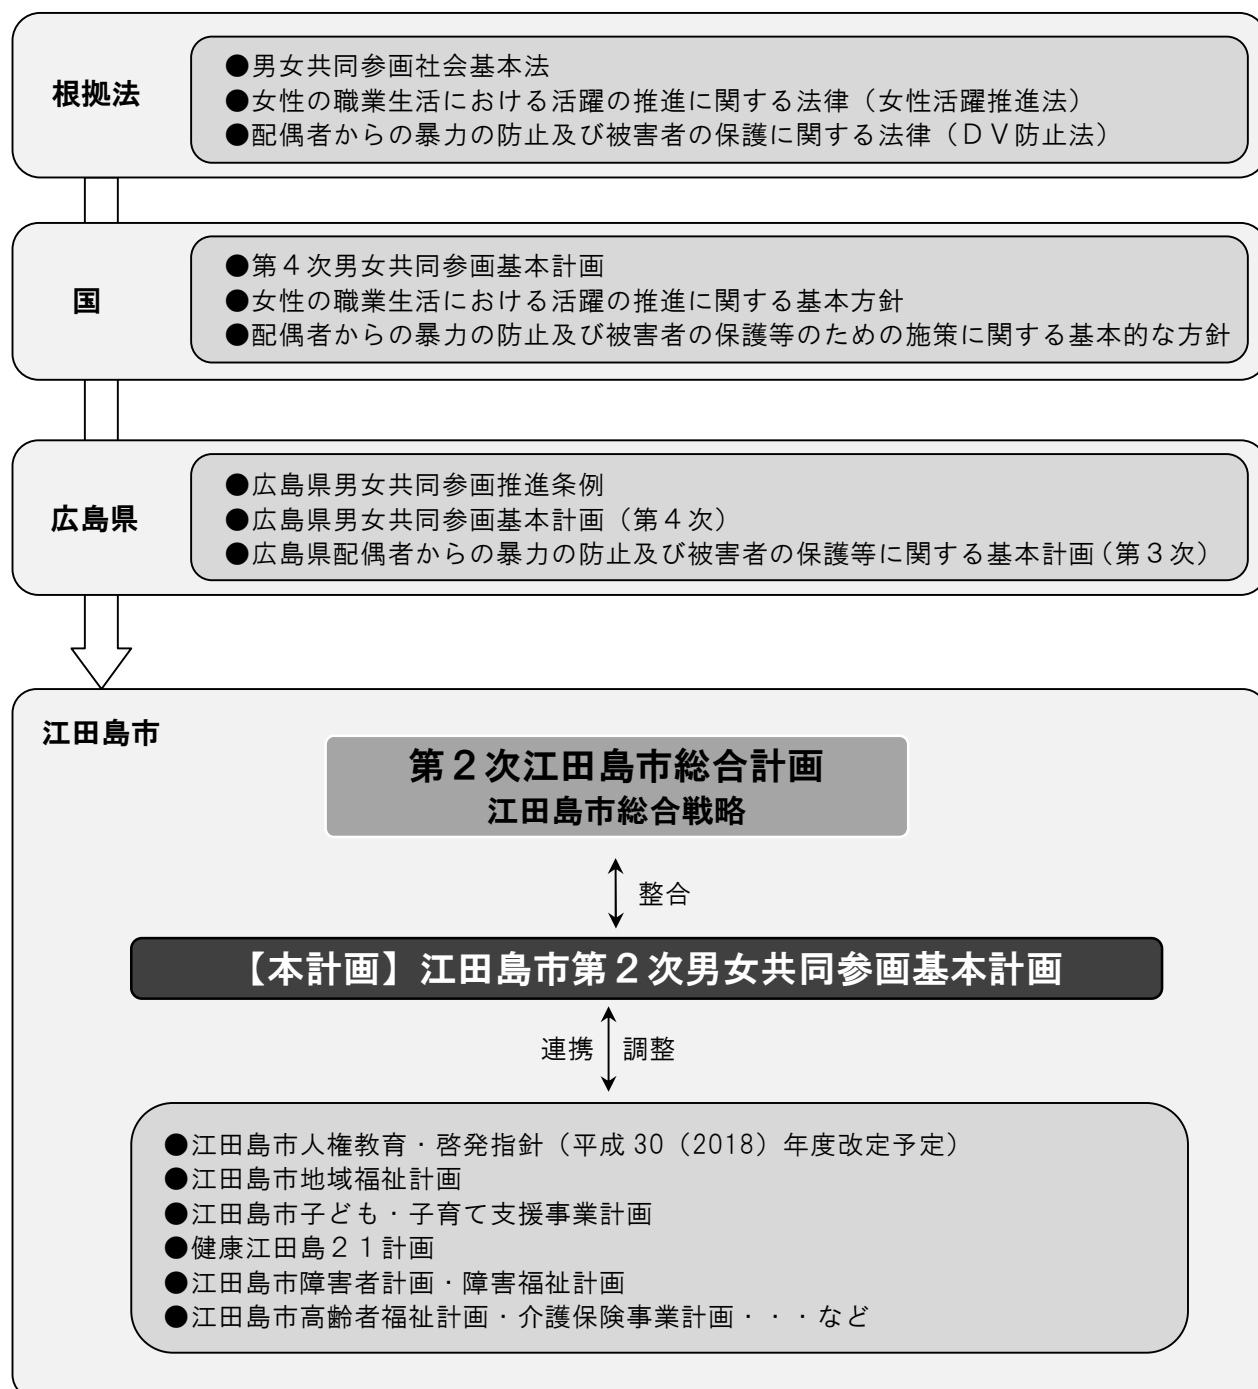 根拠法
●男女共同参画社会基本法
●女性の職業生活における活躍の推進に関する法律（女性活躍推進法）
●配偶者からの暴力の防止及び被害者の保護に関する法律（ＤＶ防止法）
国
●第４次男女共同参画基本計画
●女性の職業生活における活躍の推進に関する基本方針
●配偶者からの暴力の防止及び被害者の保護等のための施策に関する基本的な方針
広島県
●広島県男女共同参画推進条例
●広島県男女共同参画基本計画（第４次）
●広島県配偶者からの暴力の防止及び被害者の保護等に関する基本計画（第３次）
江田島市
第２次江田島市総合計画
江田島市総合戦略
整合
【本計画】江田島市第２次男女共同参画基本計画
連携 調整
●江田島市人権教育・啓発指針（平成 30（2018）年度改定予定）
●江田島市地域福祉計画
●江田島市子ども・子育て支援事業計画
●健康江田島２１計画
●江田島市障害者計画・障害福祉計画
●江田島市高齢者福祉計画・介護保険事業計画・・・など